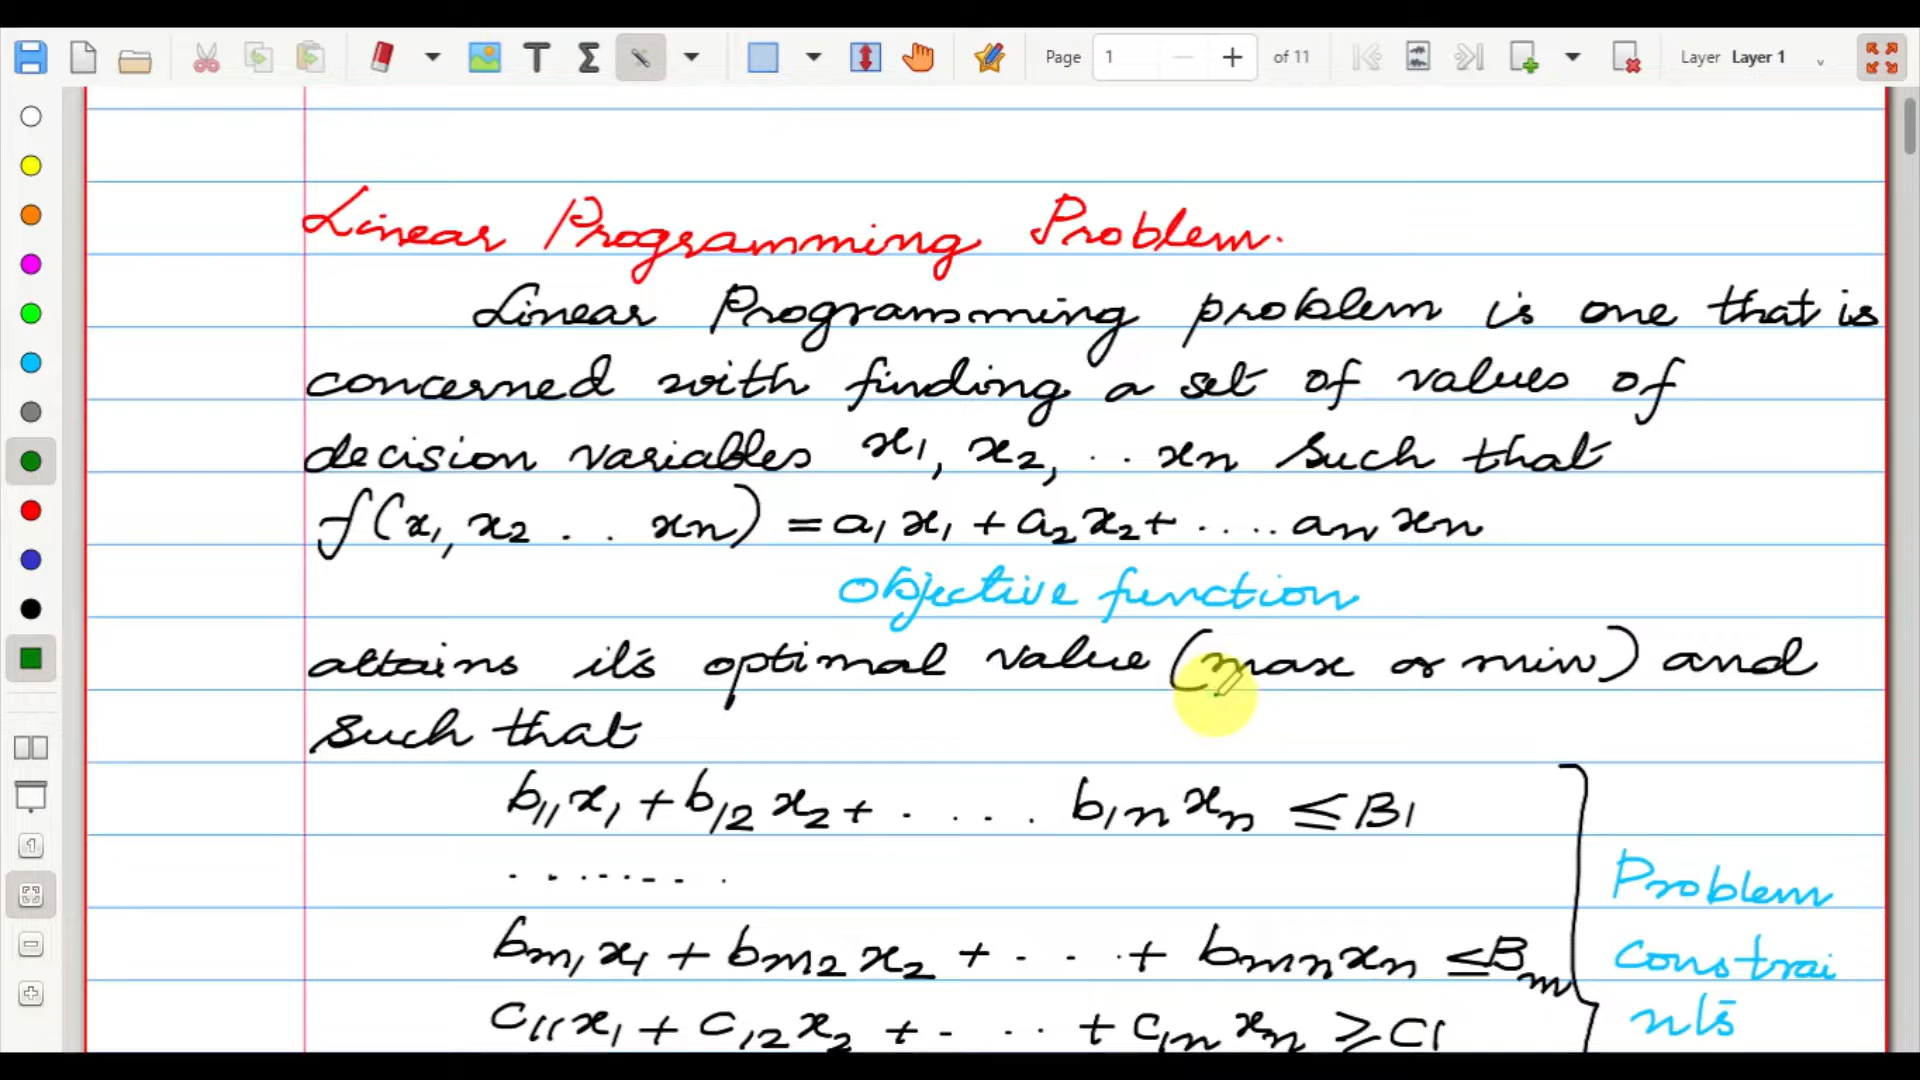 Page 1 of 11 Layer Layer 1
Linear Programming Problem.
Linear Programming problem is one that is
concerned with finding a set of values of
decision variables x1, x2, .. xn such that
f(x1, x2 . . xn) = a1x1 + a2x2 + .... anxn
objective function
attains it's optimal value (max or min) and
such that
b11x1 + b12x2 + . ... . b1nxn ≤ B1
. . . . . . . .
bm1x1 + bm2x2 + . . . + bmnxn ≤ Bm
c11x1 + c12x2 + . . . + c1nxn ≥ C1
Problem
constrai
nts